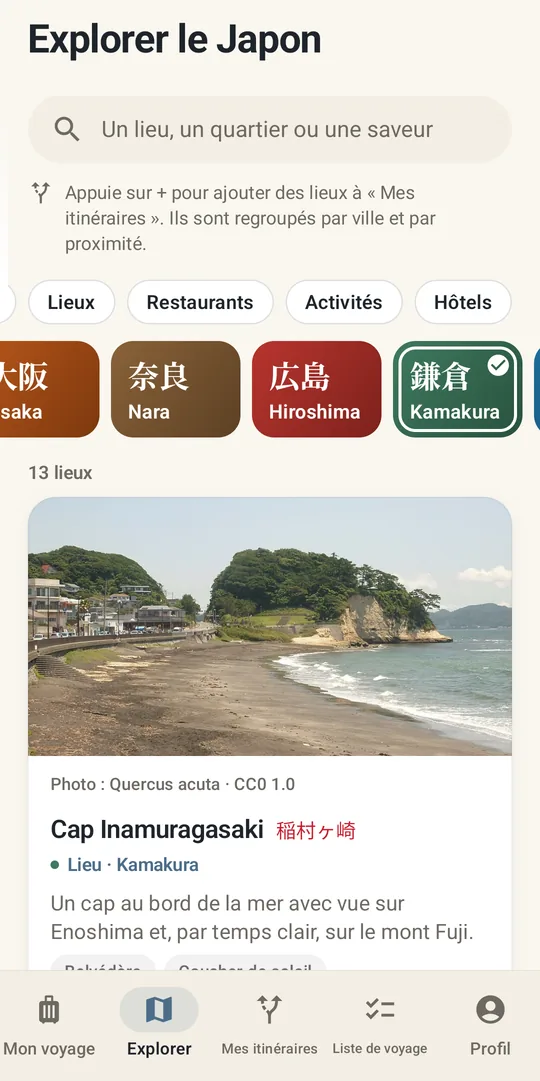 Explorer le Japon
Un lieu, un quartier ou une saveur
Appuie sur + pour ajouter des lieux à « Mes
itinéraires ». Ils sont regroupés par ville et par
proximité.
Lieux
Restaurants
Activités
Hôtels
大阪
saka
奈良
Nara
広島
Hiroshima
鎌倉
Kamakura
13 lieux
Photo : Quercus acuta · CC0 1.0
Cap Inamuragasaki 稲村ヶ崎
Lieu · Kamakura
Un cap au bord de la mer avec vue sur
Enoshima et, par temps clair, sur le mont Fuji.
Belvédère
Coucher de soleil
Mon voyage
Explorer
Mes itinéraires
Liste de voyage
Profil